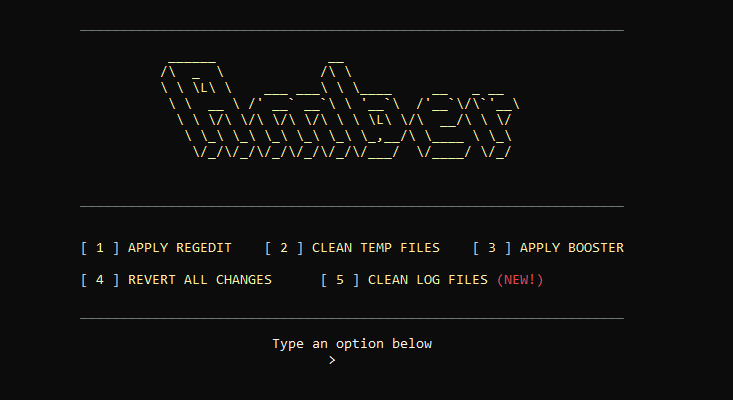 Amber
[ 1 ] APPLY REGEDIT [ 2 ] CLEAN TEMP FILES [ 3 ] APPLY BOOSTER
[ 4 ] REVERT ALL CHANGES [ 5 ] CLEAN LOG FILES (NEW!)
Type an option below
>